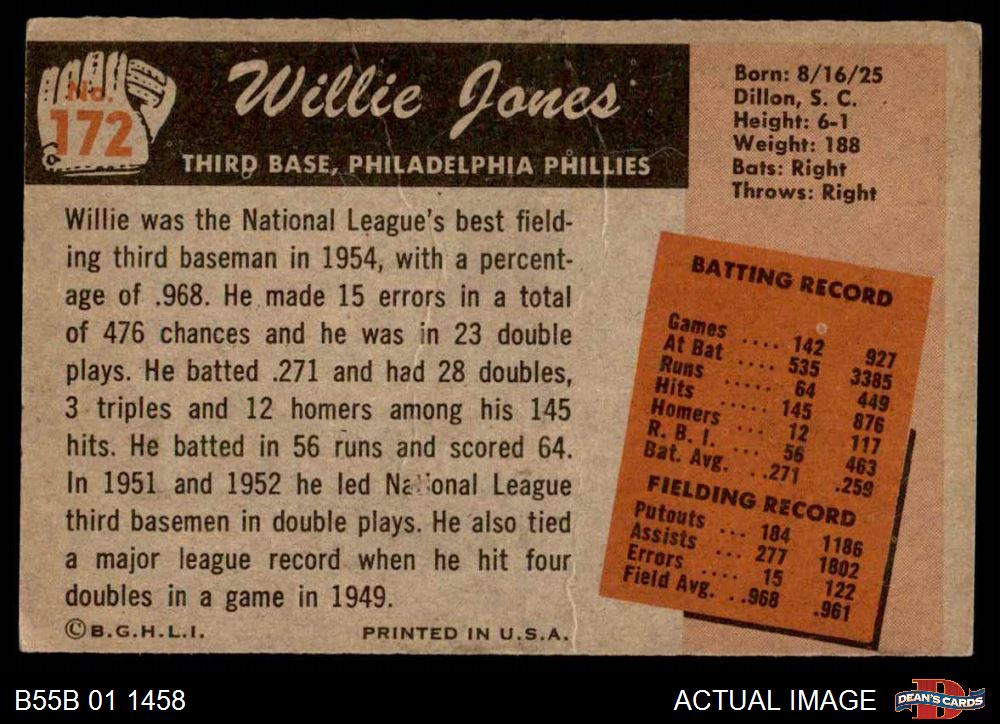 No.
172
Willie Jones
THIRD BASE, PHILADELPHIA PHILLIES
Born: 8/16/25
Dillon, S. C.
Height: 6-1
Weight: 188
Bats: Right
Throws: Right
Willie was the National League's best field-
ing third baseman in 1954, with a percent-
age of .968. He made 15 errors in a total
of 476 chances and he was in 23 double
plays. He batted .271 and had 28 doubles,
3 triples and 12 homers among his 145
hits. He batted in 56 runs and scored 64.
In 1951 and 1952 he led National League
third basemen in double plays. He also tied
a major league record when he hit four
doubles in a game in 1949.
©B.G.H.L.I. PRINTED IN U.S.A.
BATTING RECORD
Games .... 142 927
At Bat .... 535 3385
Runs ..... 64 449
Hits ..... 145 876
Homers ... 12 117
R. B. I. ... 56 463
Bat. Avg. .271 .259
FIELDING RECORD
Putouts ... 184 1186
Assists ... 277 1802
Errors .... 15 122
Field Avg. ..968 .961
B55B 01 1458
ACTUAL IMAGE
DEAN'S CARDS